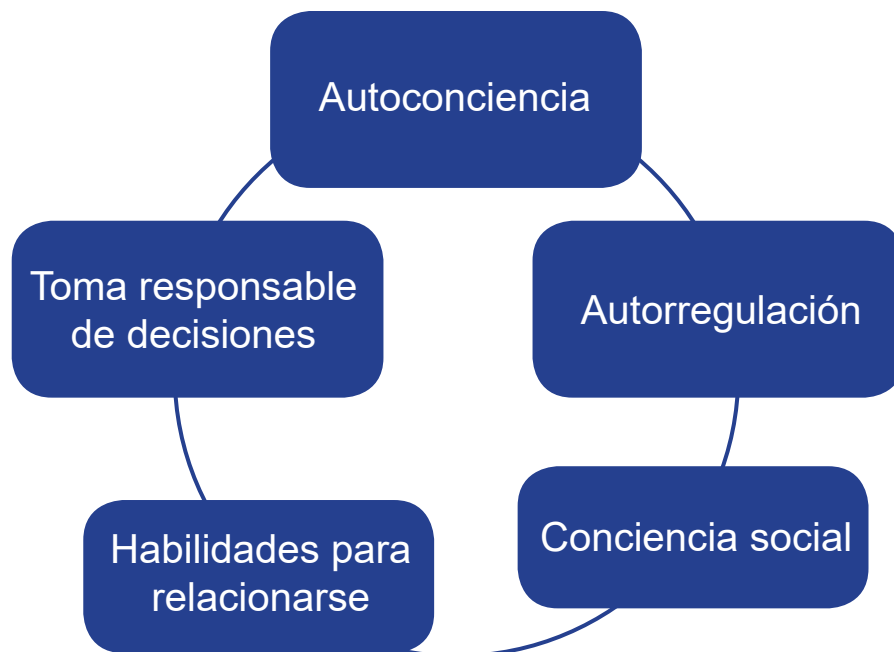 Autoconciencia
Toma responsable
de decisiones
Autorregulación
Habilidades para
relacionarse
Conciencia social